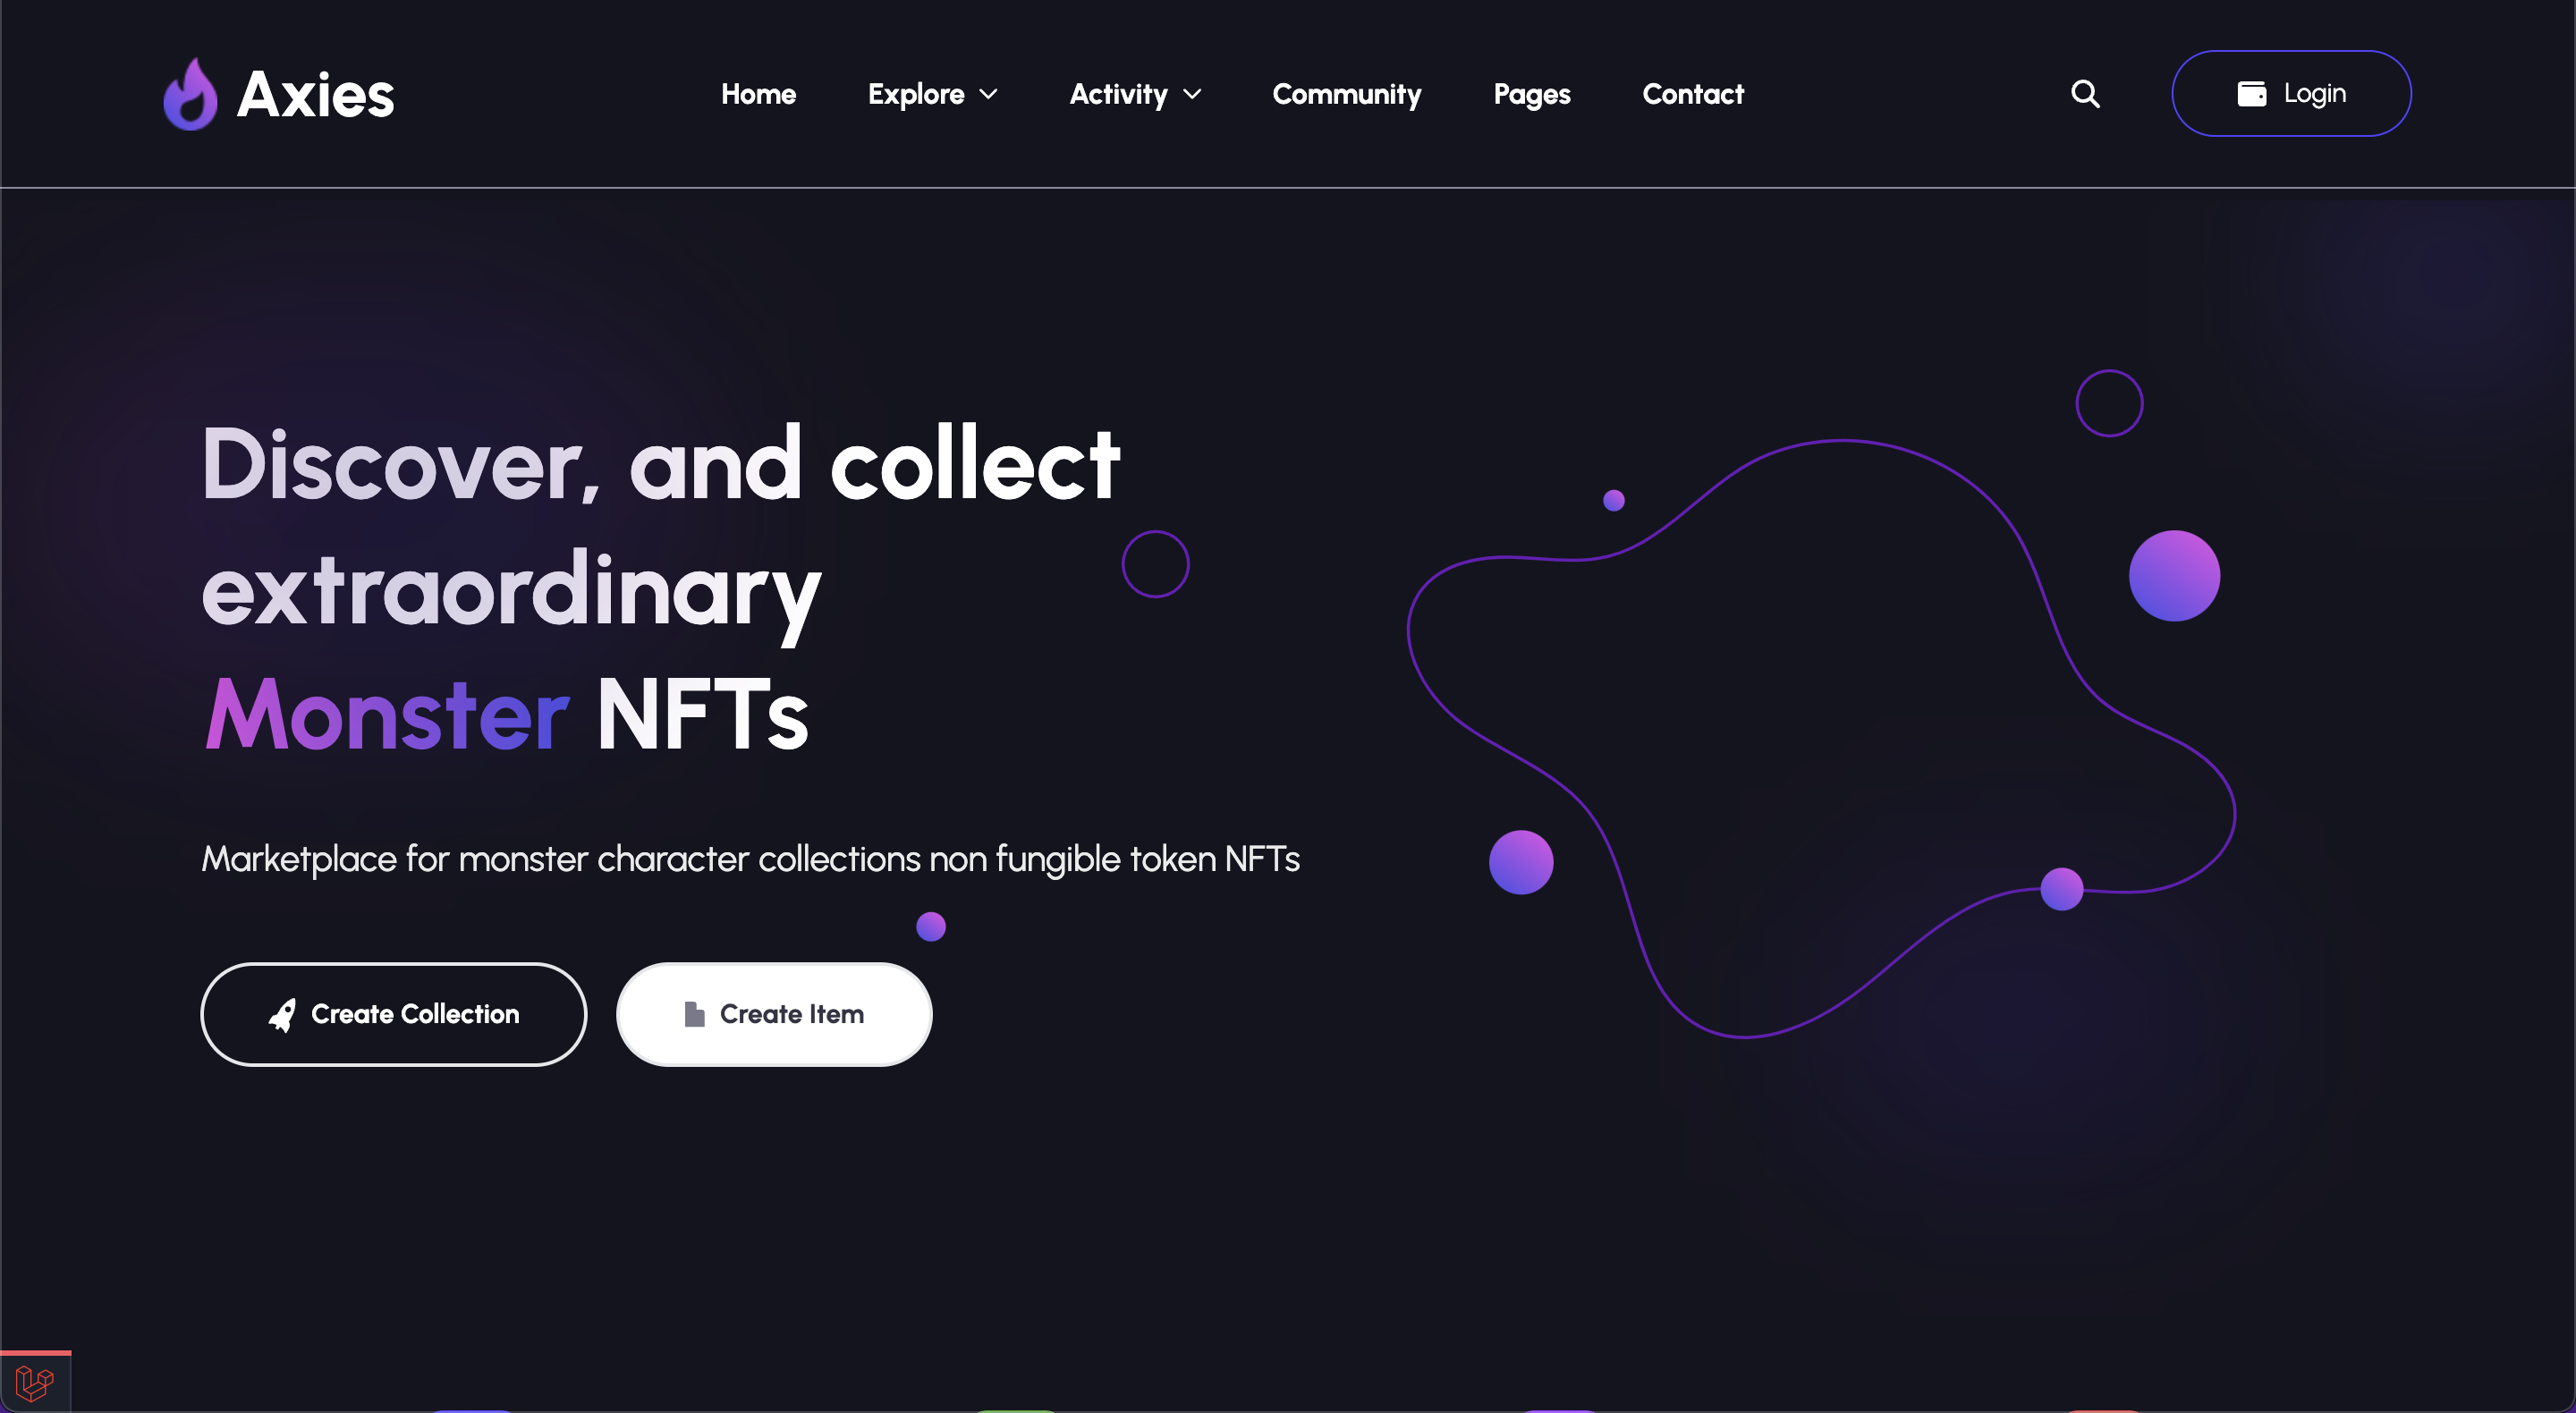 Axies
Home Explore Activity Community Pages Contact
Login
Discover, and collect
extraordinary
Monster NFTs
Marketplace for monster character collections non fungible token NFTs
Create Collection Create Item